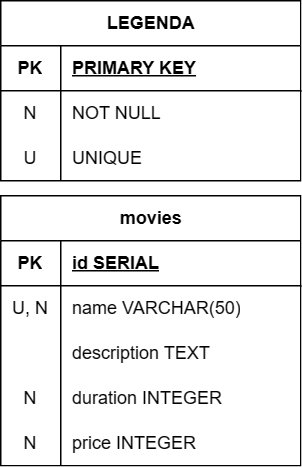 LEGENDA
PK PRIMARY KEY
N NOT NULL
U UNIQUE
movies
PK id SERIAL
U, N name VARCHAR(50)
description TEXT
N duration INTEGER
N price INTEGER